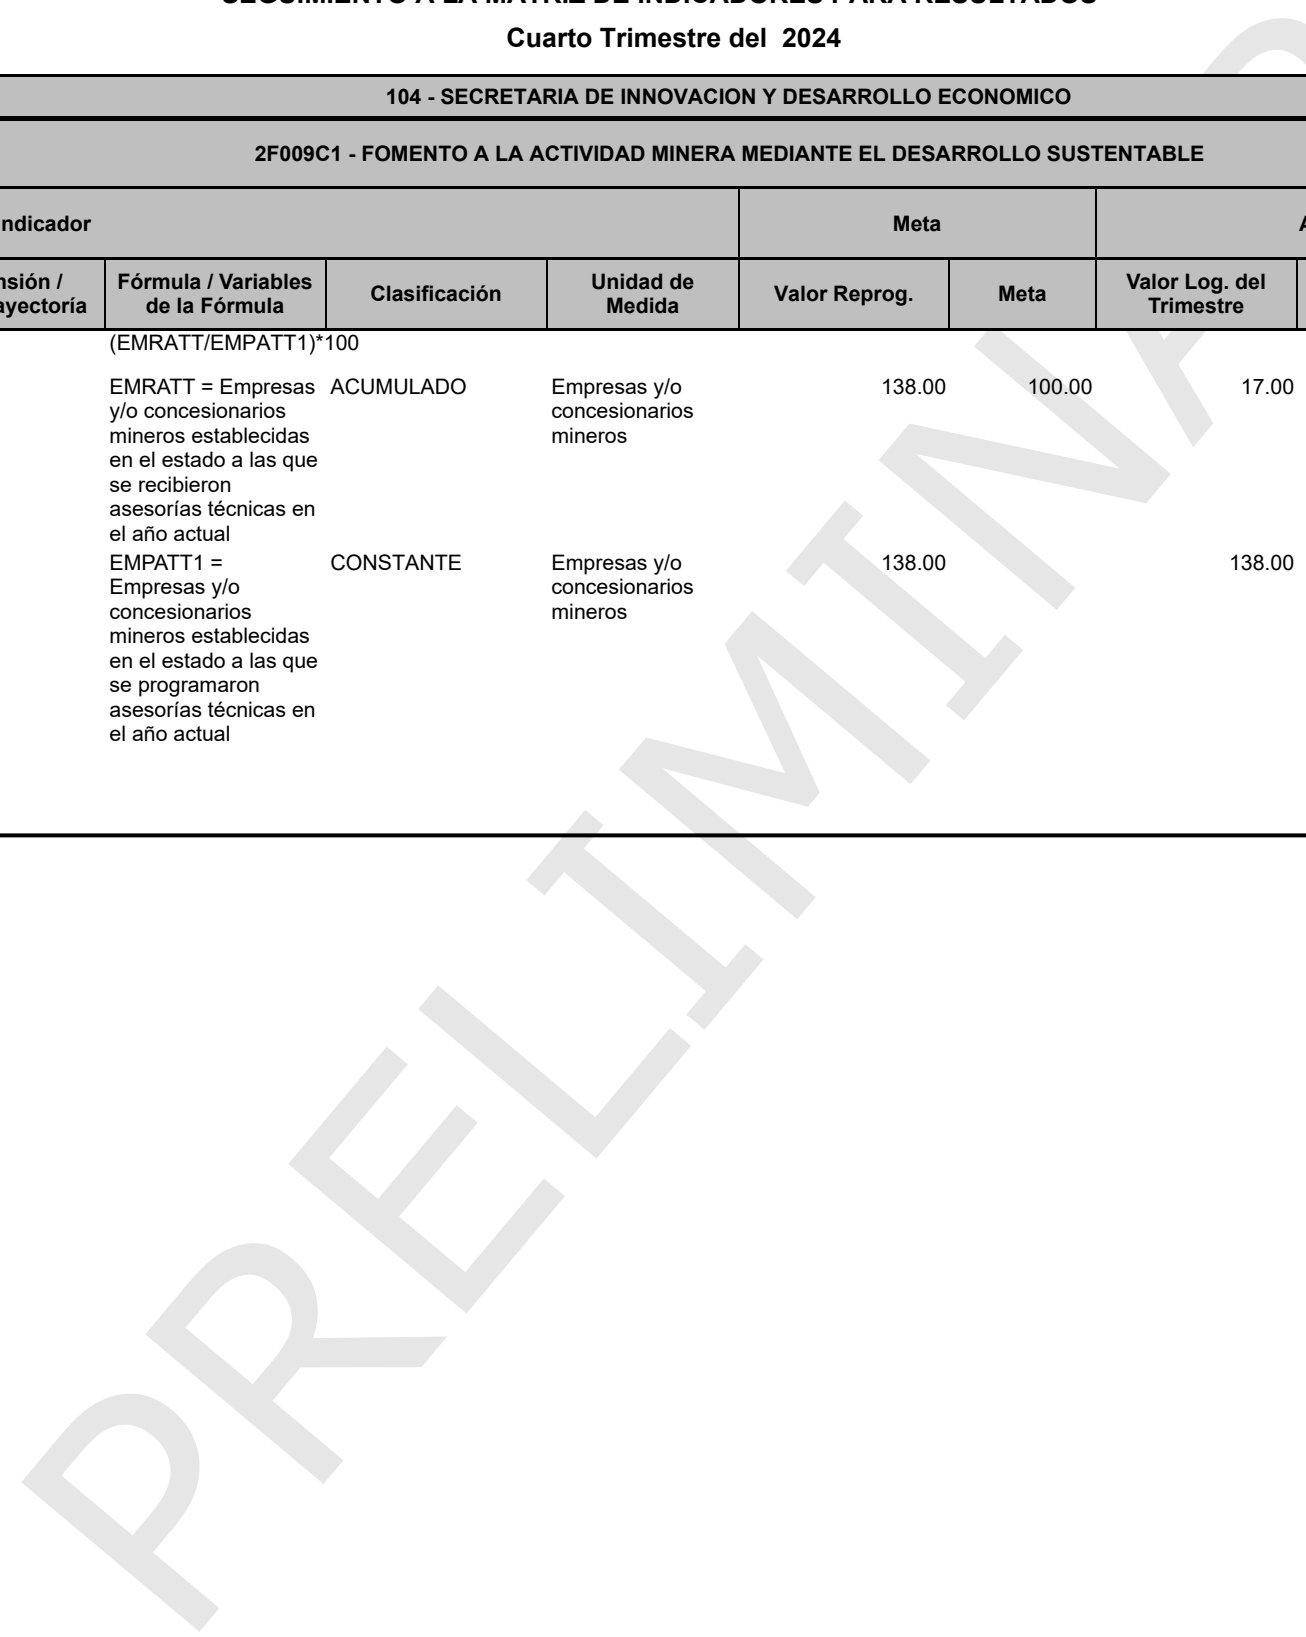 Cuarto Trimestre del 2024
104 - SECRETARIA DE INNOVACION Y DESARROLLO ECONOMICO
2F009C1 - FOMENTO A LA ACTIVIDAD MINERA MEDIANTE EL DESARROLLO SUSTENTABLE
ndicador
Meta
A
nsión /
ayectoría
Fórmula / Variables
de la Fórmula
Clasificación
Unidad de
Medida
Valor Reprog.
Meta
Valor Log. del
Trimestre
(EMRATT/EMPATT1)*100
EMRATT = Empresas
y/o concesionarios
mineros establecidas
en el estado a las que
se recibieron
asesorías técnicas en
el año actual
ACUMULADO
Empresas y/o
concesionarios
mineros
138.00
100.00
17.00
EMPATT1 =
Empresas y/o
concesionarios
mineros establecidas
en el estado a las que
se programaron
asesorías técnicas en
el año actual
CONSTANTE
Empresas y/o
concesionarios
mineros
138.00
138.00
PRELIMINA